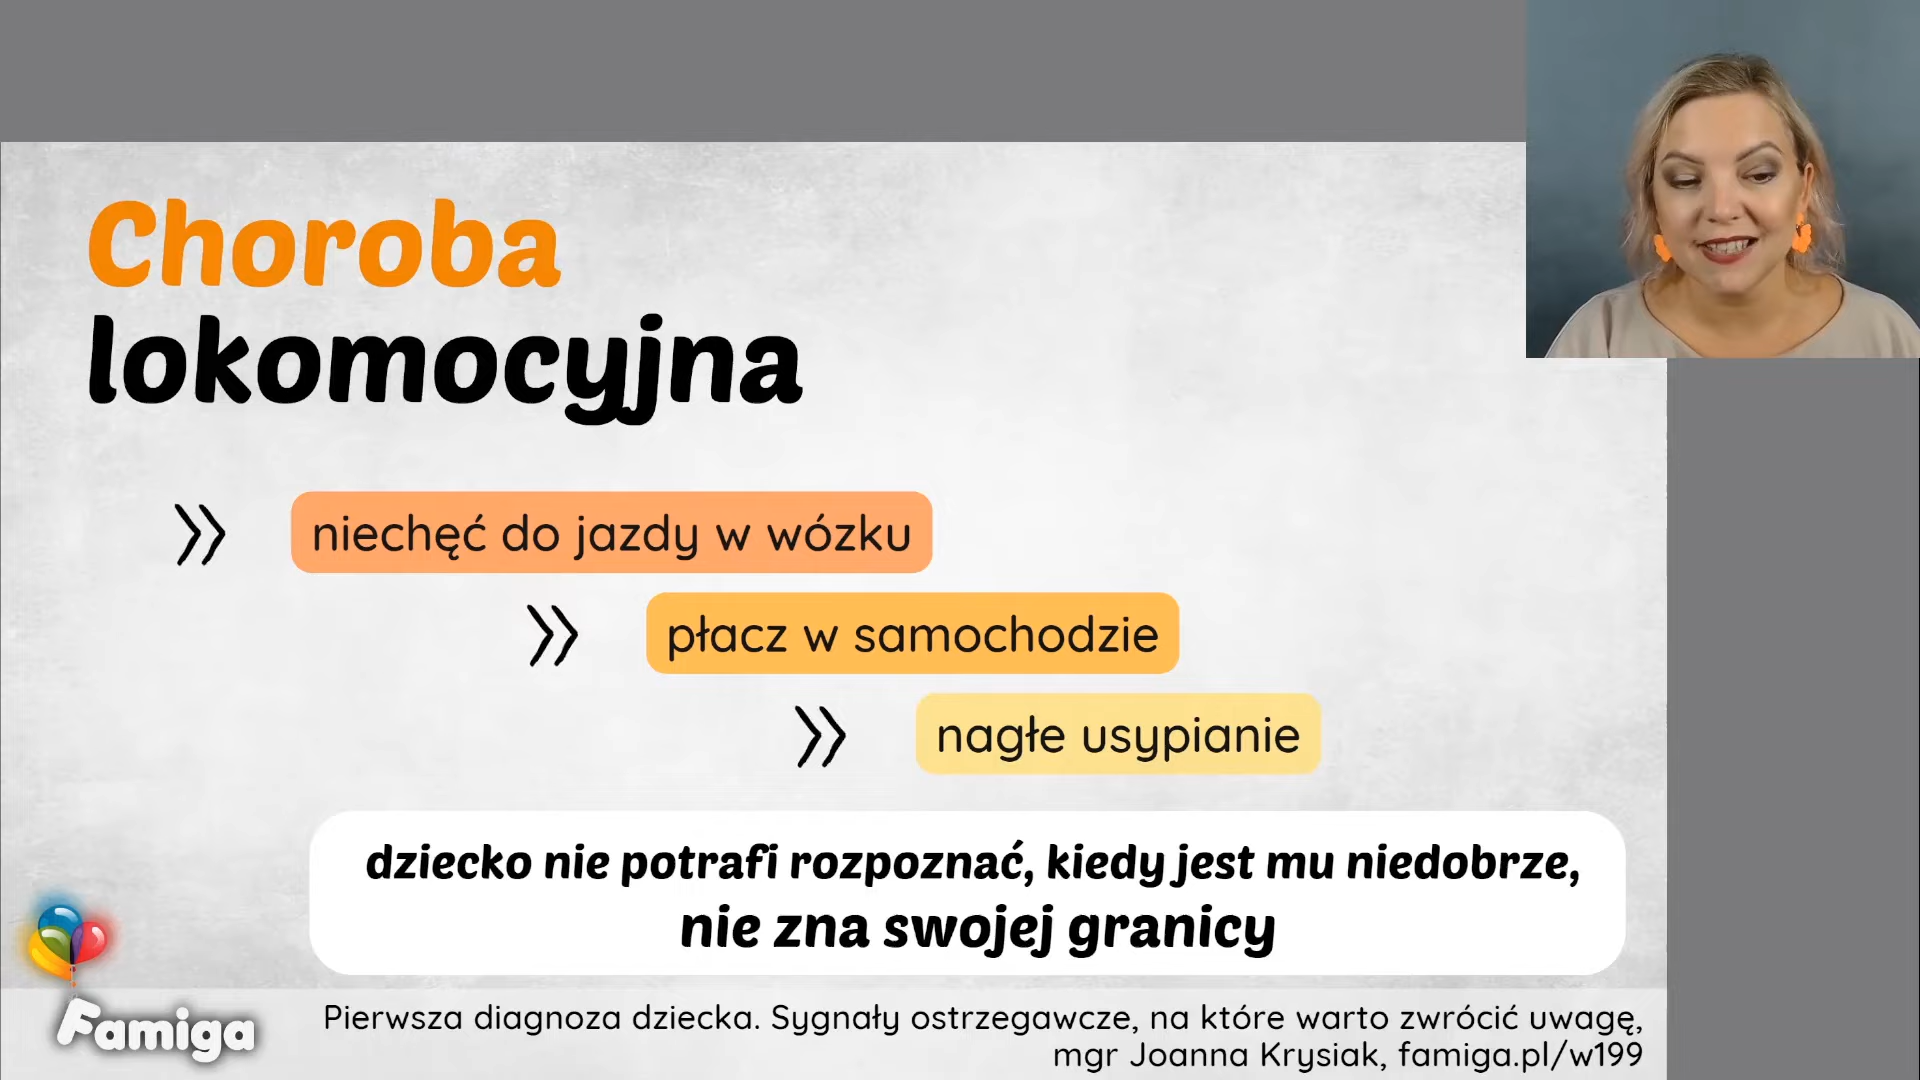 Choroba
lokomocyjna
niechęć do jazdy w wózku
płacz w samochodzie
nagłe usypianie
dziecko nie potrafi rozpoznać, kiedy jest mu niedobrze,
nie zna swojej granicy
Famiga
Pierwsza diagnoza dziecka. Sygnały ostrzegawcze, na które warto zwrócić uwagę,
mgr Joanna Krysiak, famiga.pl/w199